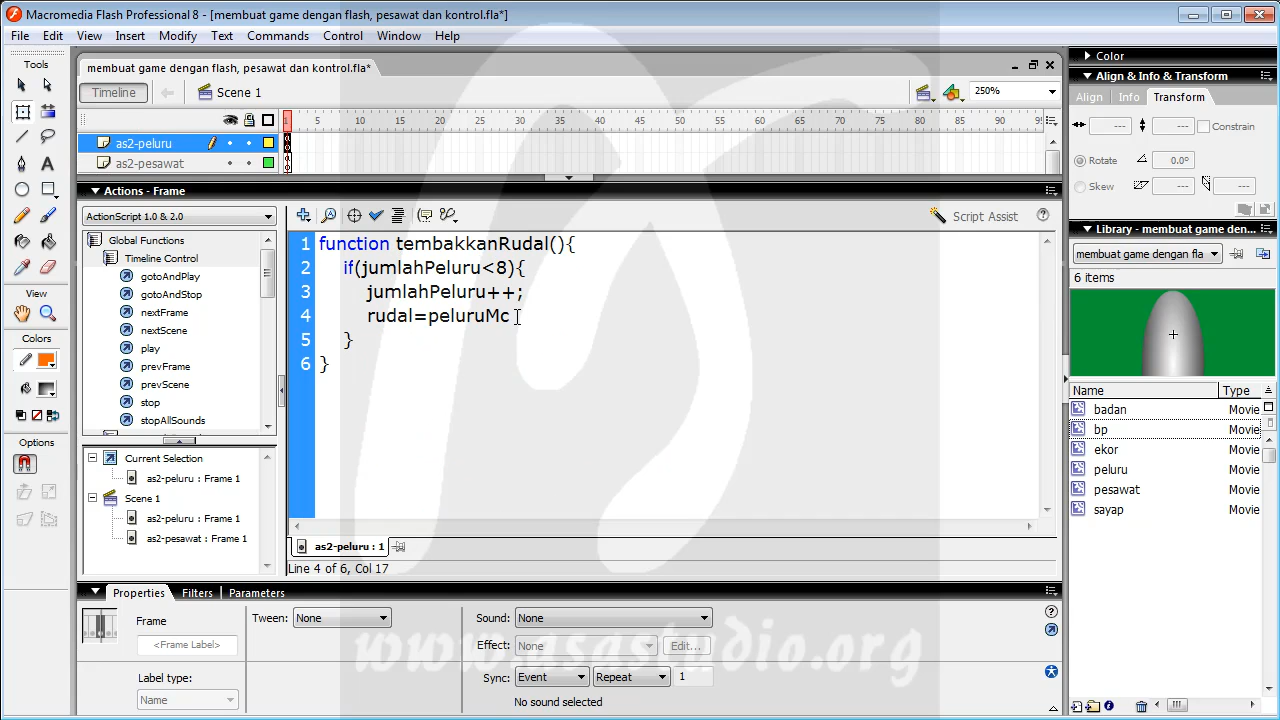 Macromedia Flash Professional 8 - [membuat game dengan flash, pesawat dan kontrol.fla*]
File Edit View Insert Modify Text Commands Control Window Help
Tools
View
Colors
Options
membuat game dengan flash, pesawat dan kontrol.fla*
Timeline Scene 1 250%
1 5 10 15 20 25 30 35 40 45 50 55 60 65 70 75 80 85 90 95
as2-peluru
as2-pesawat
Actions - Frame
ActionScript 1.0 & 2.0
Script Assist
Global Functions
Timeline Control
gotoAndPlay
gotoAndStop
nextFrame
nextScene
play
prevFrame
prevScene
stop
stopAllSounds
Current Selection
as2-peluru : Frame 1
Scene 1
as2-peluru : Frame 1
as2-pesawat : Frame 1
1 function tembakkanRudal(){
2 if(jumlahPeluru<8){
3 jumlahPeluru++;
4 rudal=peluruMc
5 }
6 }
as2-peluru : 1
Line 4 of 6, Col 17
Properties Filters Parameters
Frame
<Frame Label>
Label type:
Name
Tween: None
Sound: None
Effect: None Edit...
Sync: Event Repeat 1
No sound selected
www.asastudio.org
Color
Align & Info & Transform
Align Info Transform
--- --- Constrain
Rotate 0.0°
Skew --- ---
Library - membuat game den...
membuat game dengan fla
6 items
Name Type
badan Movie
bp Movie
ekor Movie
peluru Movie
pesawat Movie
sayap Movie